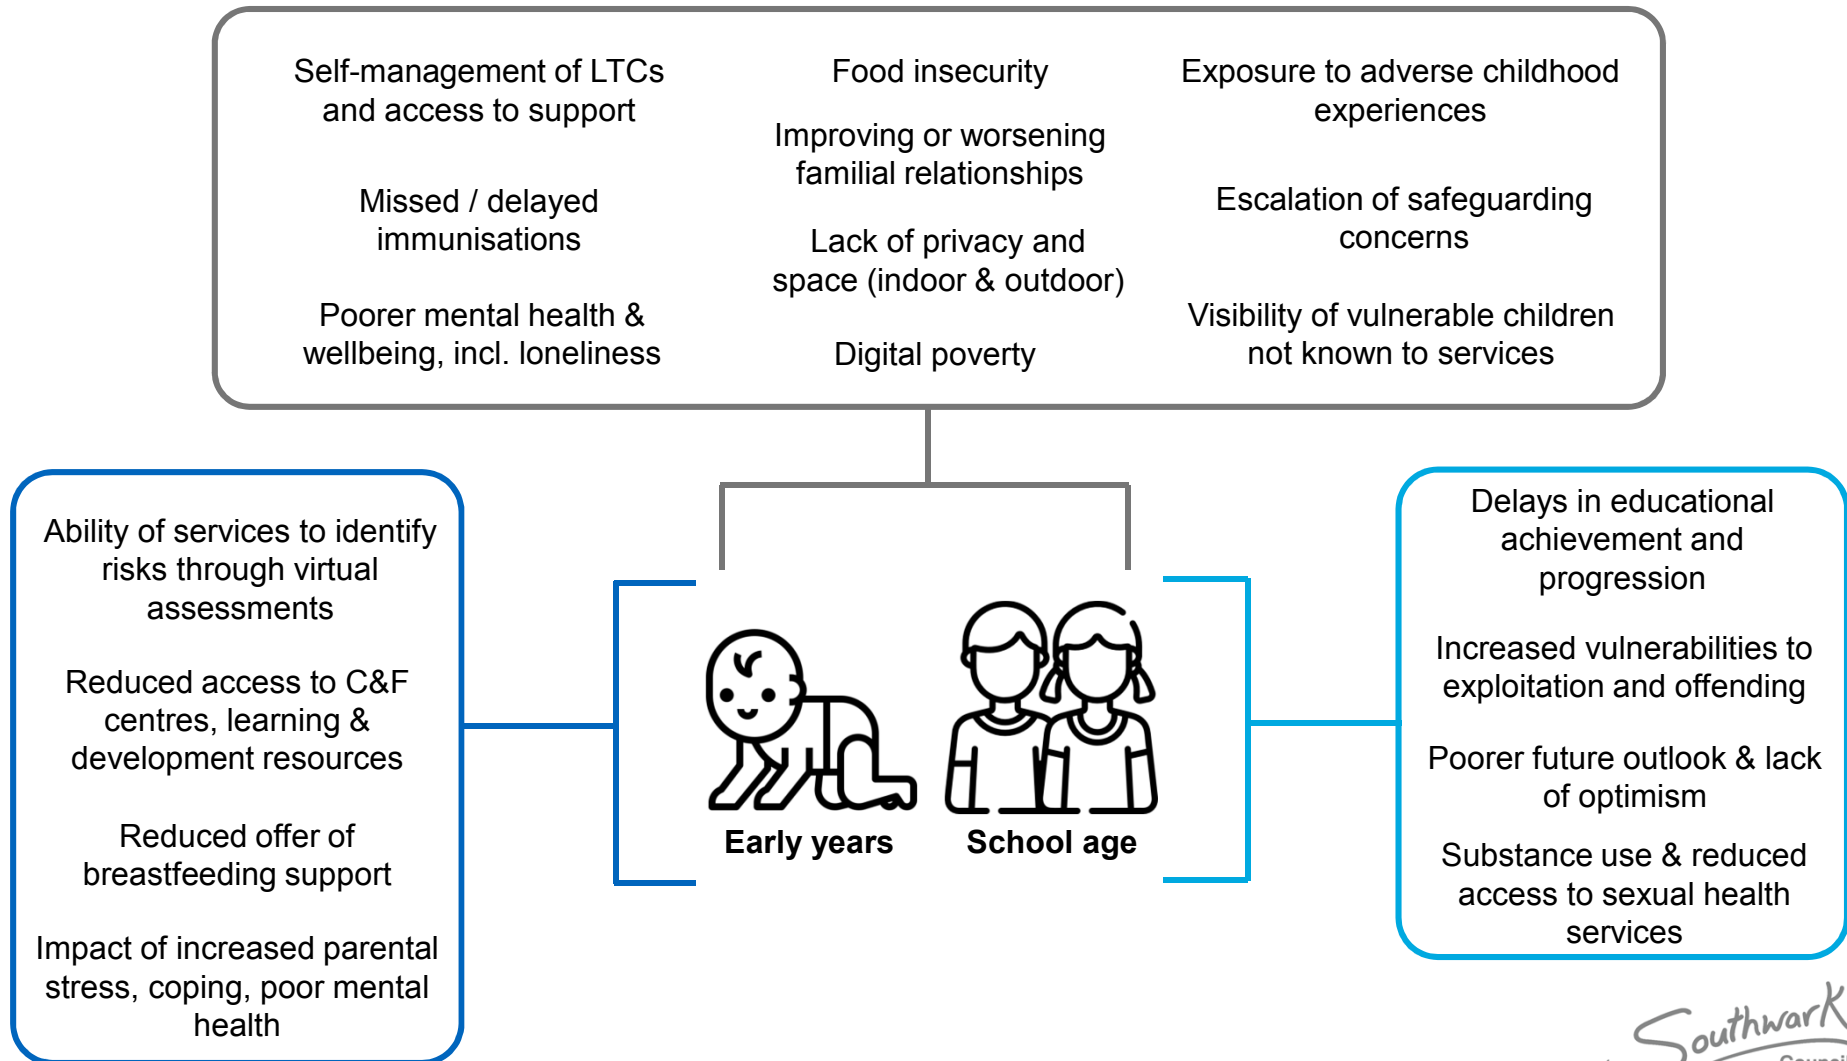 Self-management of LTCs
and access to support
Missed / delayed
immunisations
Poorer mental health &
wellbeing, incl. loneliness
Food insecurity
Improving or worsening
familial relationships
Lack of privacy and
space (indoor & outdoor)
Digital poverty
Exposure to adverse childhood
experiences
Escalation of safeguarding
concerns
Visibility of vulnerable children
not known to services
Ability of services to identify
risks through virtual
assessments
Reduced access to C&F
centres, learning &
development resources
Reduced offer of
breastfeeding support
Impact of increased parental
stress, coping, poor mental
health
Early years
School age
Delays in educational
achievement and
progression
Increased vulnerabilities to
exploitation and offending
Poorer future outlook & lack
of optimism
Substance use & reduced
access to sexual health
services
Southwark